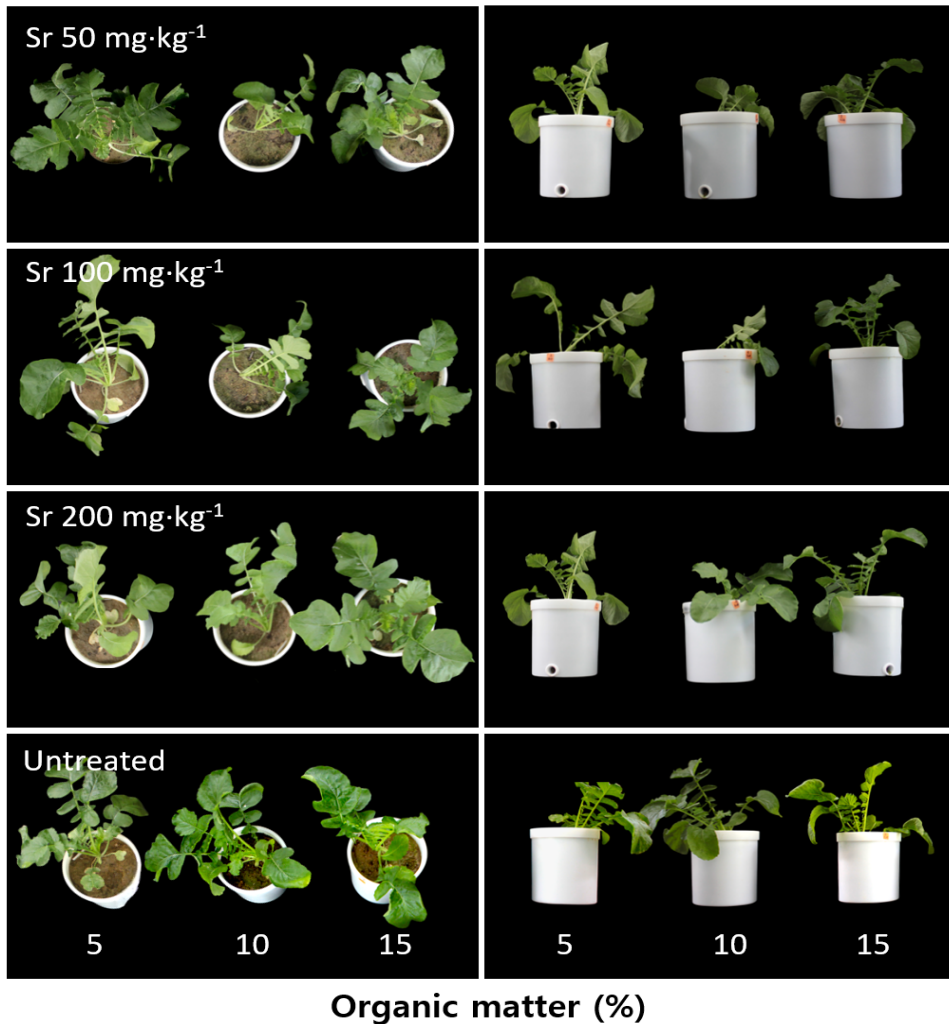 Sr 50 mg·kg⁻¹
Sr 100 mg·kg⁻¹
Sr 200 mg·kg⁻¹
Untreated
5 10 15 5 10 15
Organic matter (%)